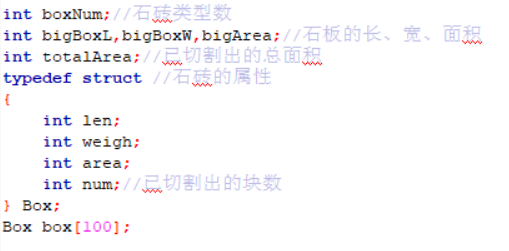 int boxNum;//石砖类型数
int bigBoxL,bigBoxW,bigArea;//石板的长、宽、面积
int totalArea;//已切割出的总面积
typedef struct //石砖的属性
{
    int len;
    int weigh;
    int area;
    int num;//已切割出的块数
} Box;
Box box[100];